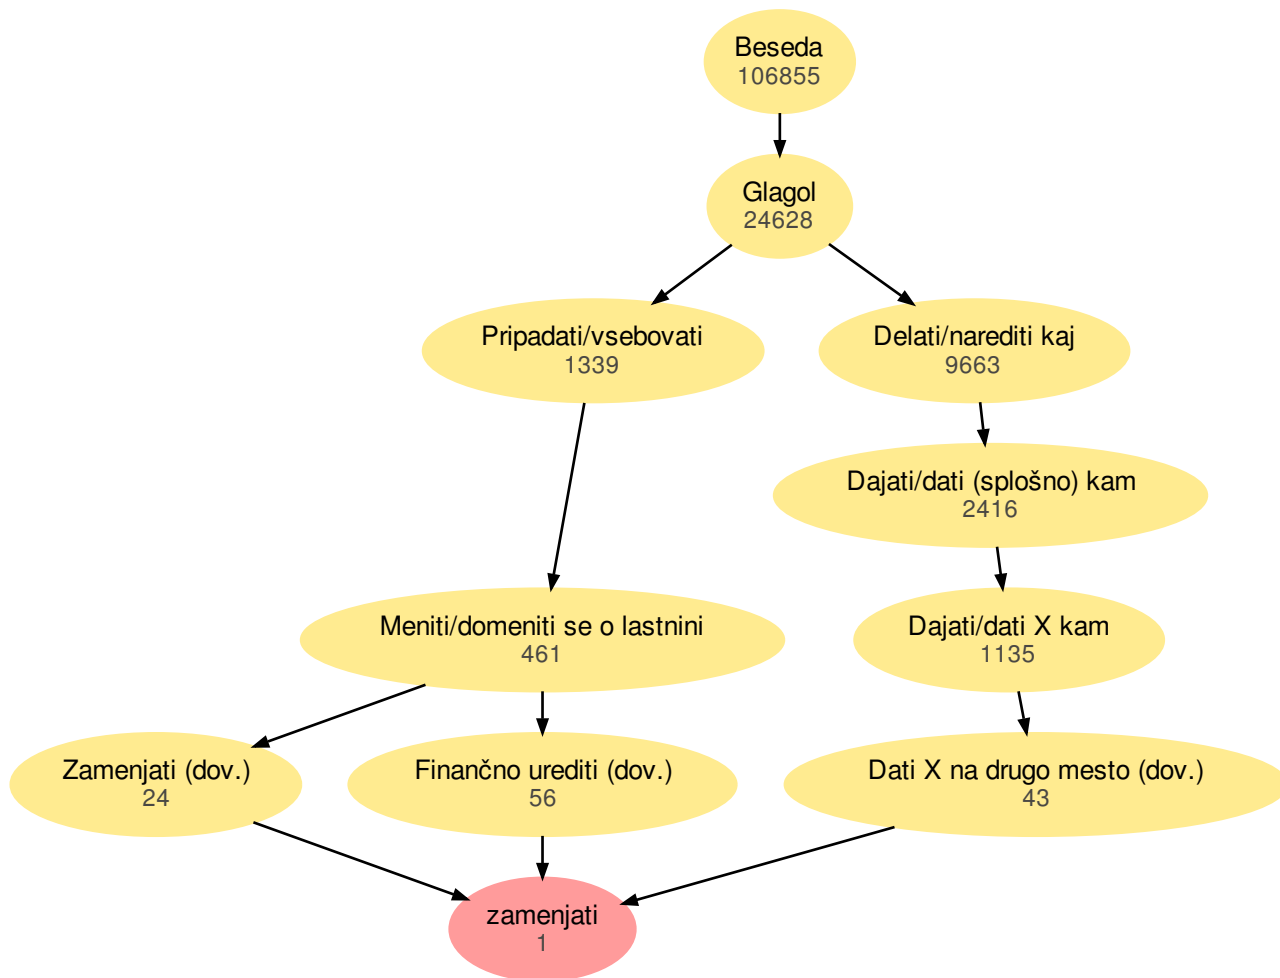 Beseda
106855
Glagol
24628
Pripadati/vsebovati
1339
Delati/narediti kaj
9663
Dajati/dati (splošno) kam
2416
Meniti/domeniti se o lastnini
461
Dajati/dati X kam
1135
Zamenjati (dov.)
24
Finančno urediti (dov.)
56
Dati X na drugo mesto (dov.)
43
zamenjati
1